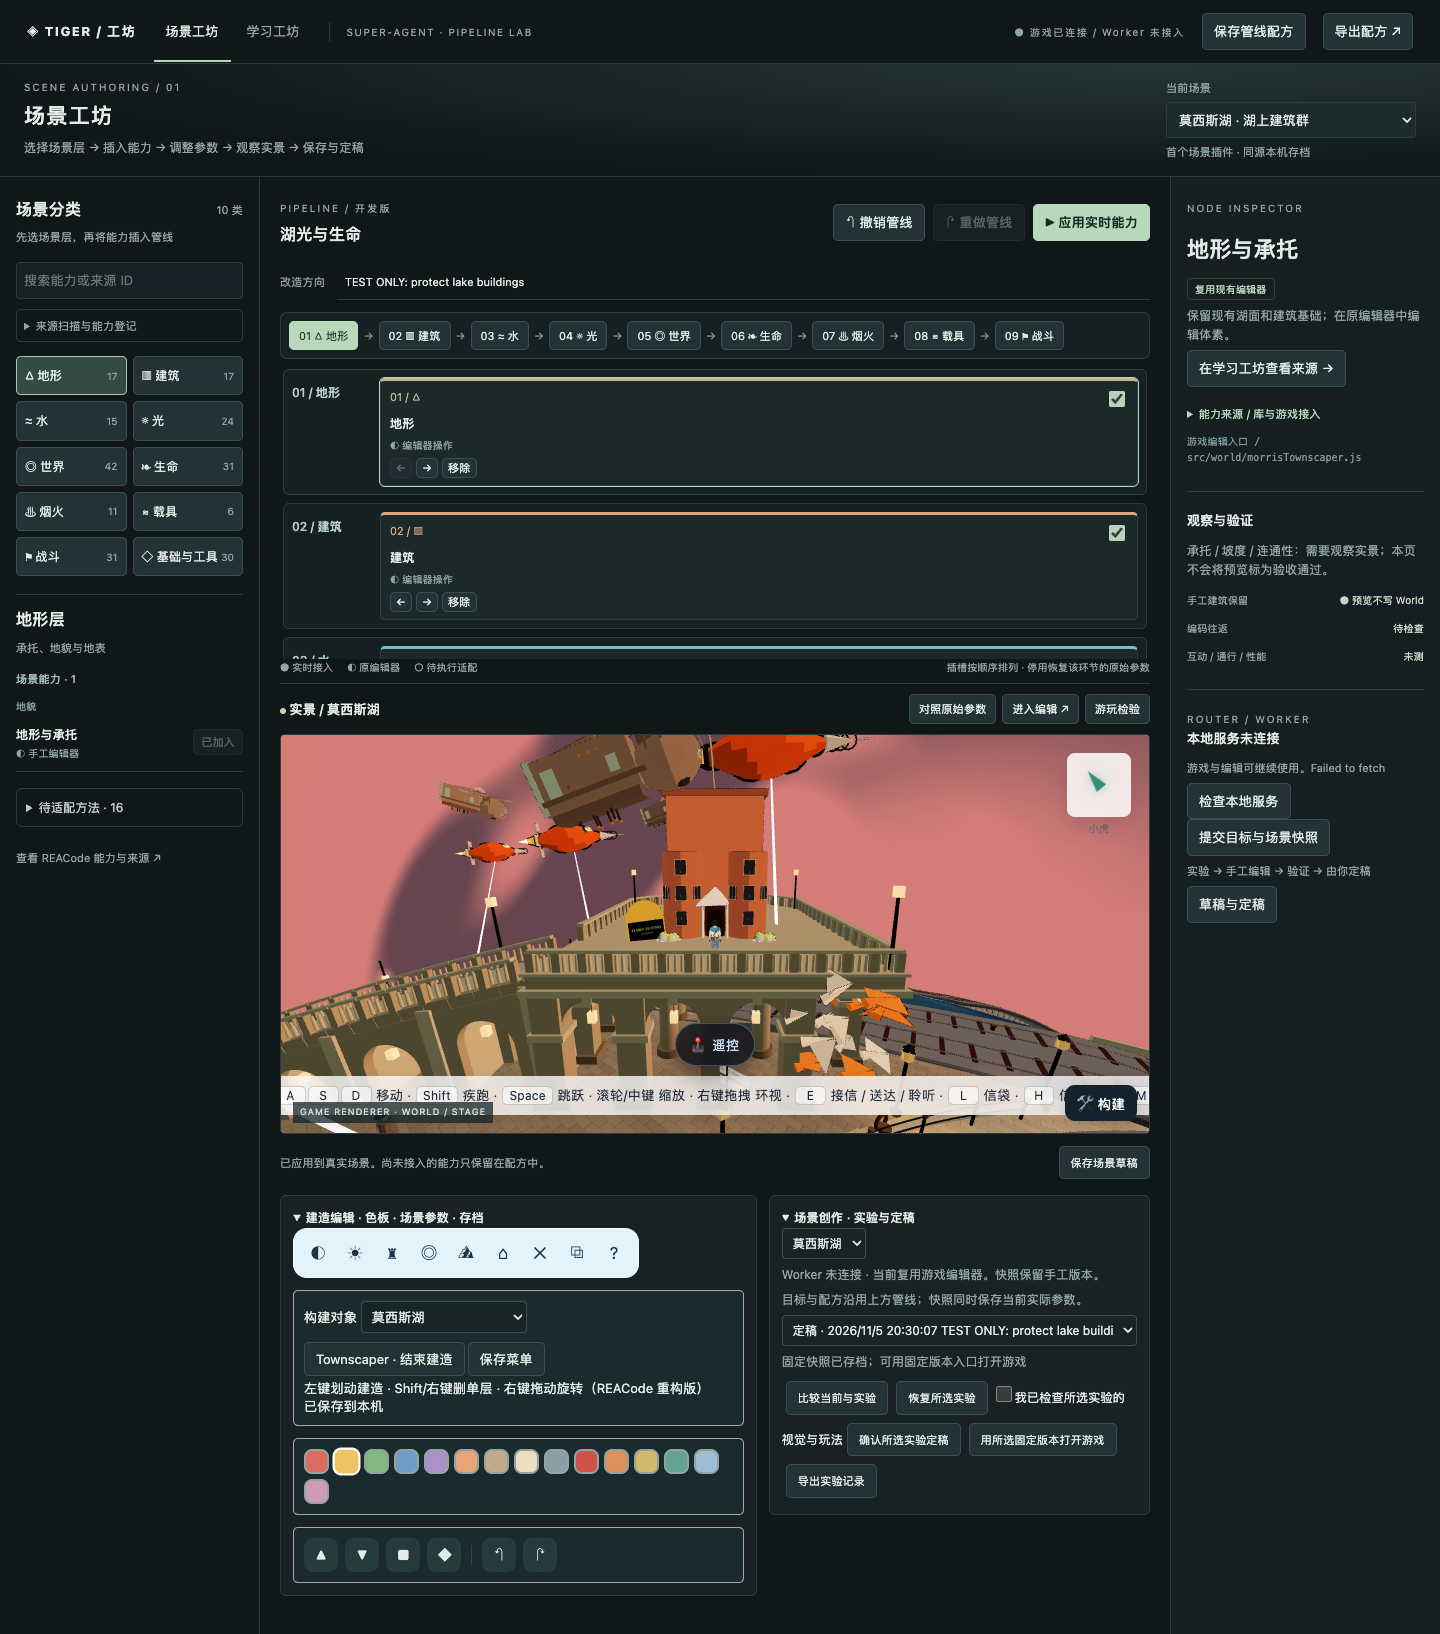 ◈ TIGER / 工坊
场景工坊
学习工坊
SUPER-AGENT · PIPELINE LAB
游戏已连接 / Worker 未接入
保存管线配方
导出配方 ↗
SCENE AUTHORING / 01
场景工坊
选择场景层 → 插入能力 → 调整参数 → 观察实景 → 保存与定稿
当前场景
莫西斯湖 · 湖上建筑群
首个场景插件 · 同源本机存档
场景分类
10 类
先选场景层，再将能力插入管线
搜索能力或来源 ID
▸ 来源扫描与能力登记
地形 17
建筑 17
≈ 水 15
光 24
◎ 世界 42
生命 31
♨ 烟火 11
载具 6
战斗 31
◇ 基础与工具 30
地形层
承托、地貌与地表
场景能力 · 1
地貌
地形与承托
◐ 手工编辑器
已加入
▸ 待适配方法 · 16
查看 REACode 能力与来源 ↗
PIPELINE / 开发版
湖光与生命
撤销管线
重做管线
▶ 应用实时能力
改造方向
TEST ONLY: protect lake buildings
01 △ 地形 → 02 建筑 → 03 ≈ 水 → 04 光 → 05 ◎ 世界 → 06 生命 → 07 ♨ 烟火 → 08 载具 → 09 战斗
01 / 地形
01 / △
地形
◐ 编辑器操作
← → 移除
02 / 建筑
02 /
建筑
◐ 编辑器操作
← → 移除
● 实时接入 ◐ 原编辑器 ○ 待执行适配
插槽按顺序排列 · 停用恢复该环节的原始参数
实景 / 莫西斯湖
对照原始参数
进入编辑 ↗
游玩检验
小虎
遥控
A S D 移动 · Shift 疾跑 · Space 跳跃 · 滚轮/中键 缩放 · 右键拖拽 环视 · E 接信 / 送达 / 聆听 · L 信袋 · H
M
构建
GAME RENDERER · WORLD / STAGE
已应用到真实场景。尚未接入的能力只保留在配方中。
保存场景草稿
▾ 建造编辑 · 色板 · 场景参数 · 存档
?
构建对象
莫西斯湖
Townscaper · 结束建造
保存菜单
左键划动建造 · Shift/右键删单层 · 右键拖动旋转（REACode 重构版）
已保存到本机
▾ 场景创作 · 实验与定稿
莫西斯湖
Worker 未连接 · 当前复用游戏编辑器。快照保留手工版本。
目标与配方沿用上方管线；快照同时保存当前实际参数。
定稿 · 2026/11/5 20:30:07 TEST ONLY: protect lake buildi
固定快照已存档；可用固定版本入口打开游戏
比较当前与实验
恢复所选实验
我已检查所选实验的
视觉与玩法
确认所选实验定稿
用所选固定版本打开游戏
导出实验记录
NODE INSPECTOR
地形与承托
复用现有编辑器
保留现有湖面和建筑基础；在原编辑器中编
辑体素。
在学习工坊查看来源 →
▸ 能力来源 / 库与游戏接入
游戏编辑入口 /
src/world/morrisTownscaper.js
观察与验证
承托 / 坡度 / 连通性：需要观察实景；本页
不会将预览标为验收通过。
手工建筑保留
● 预览不写 World
编码往返
待检查
互动 / 通行 / 性能
未测
ROUTER / WORKER
本地服务未连接
游戏与编辑可继续使用。Failed to fetch
检查本地服务
提交目标与场景快照
实验 → 手工编辑 → 验证 → 由你定稿
草稿与定稿